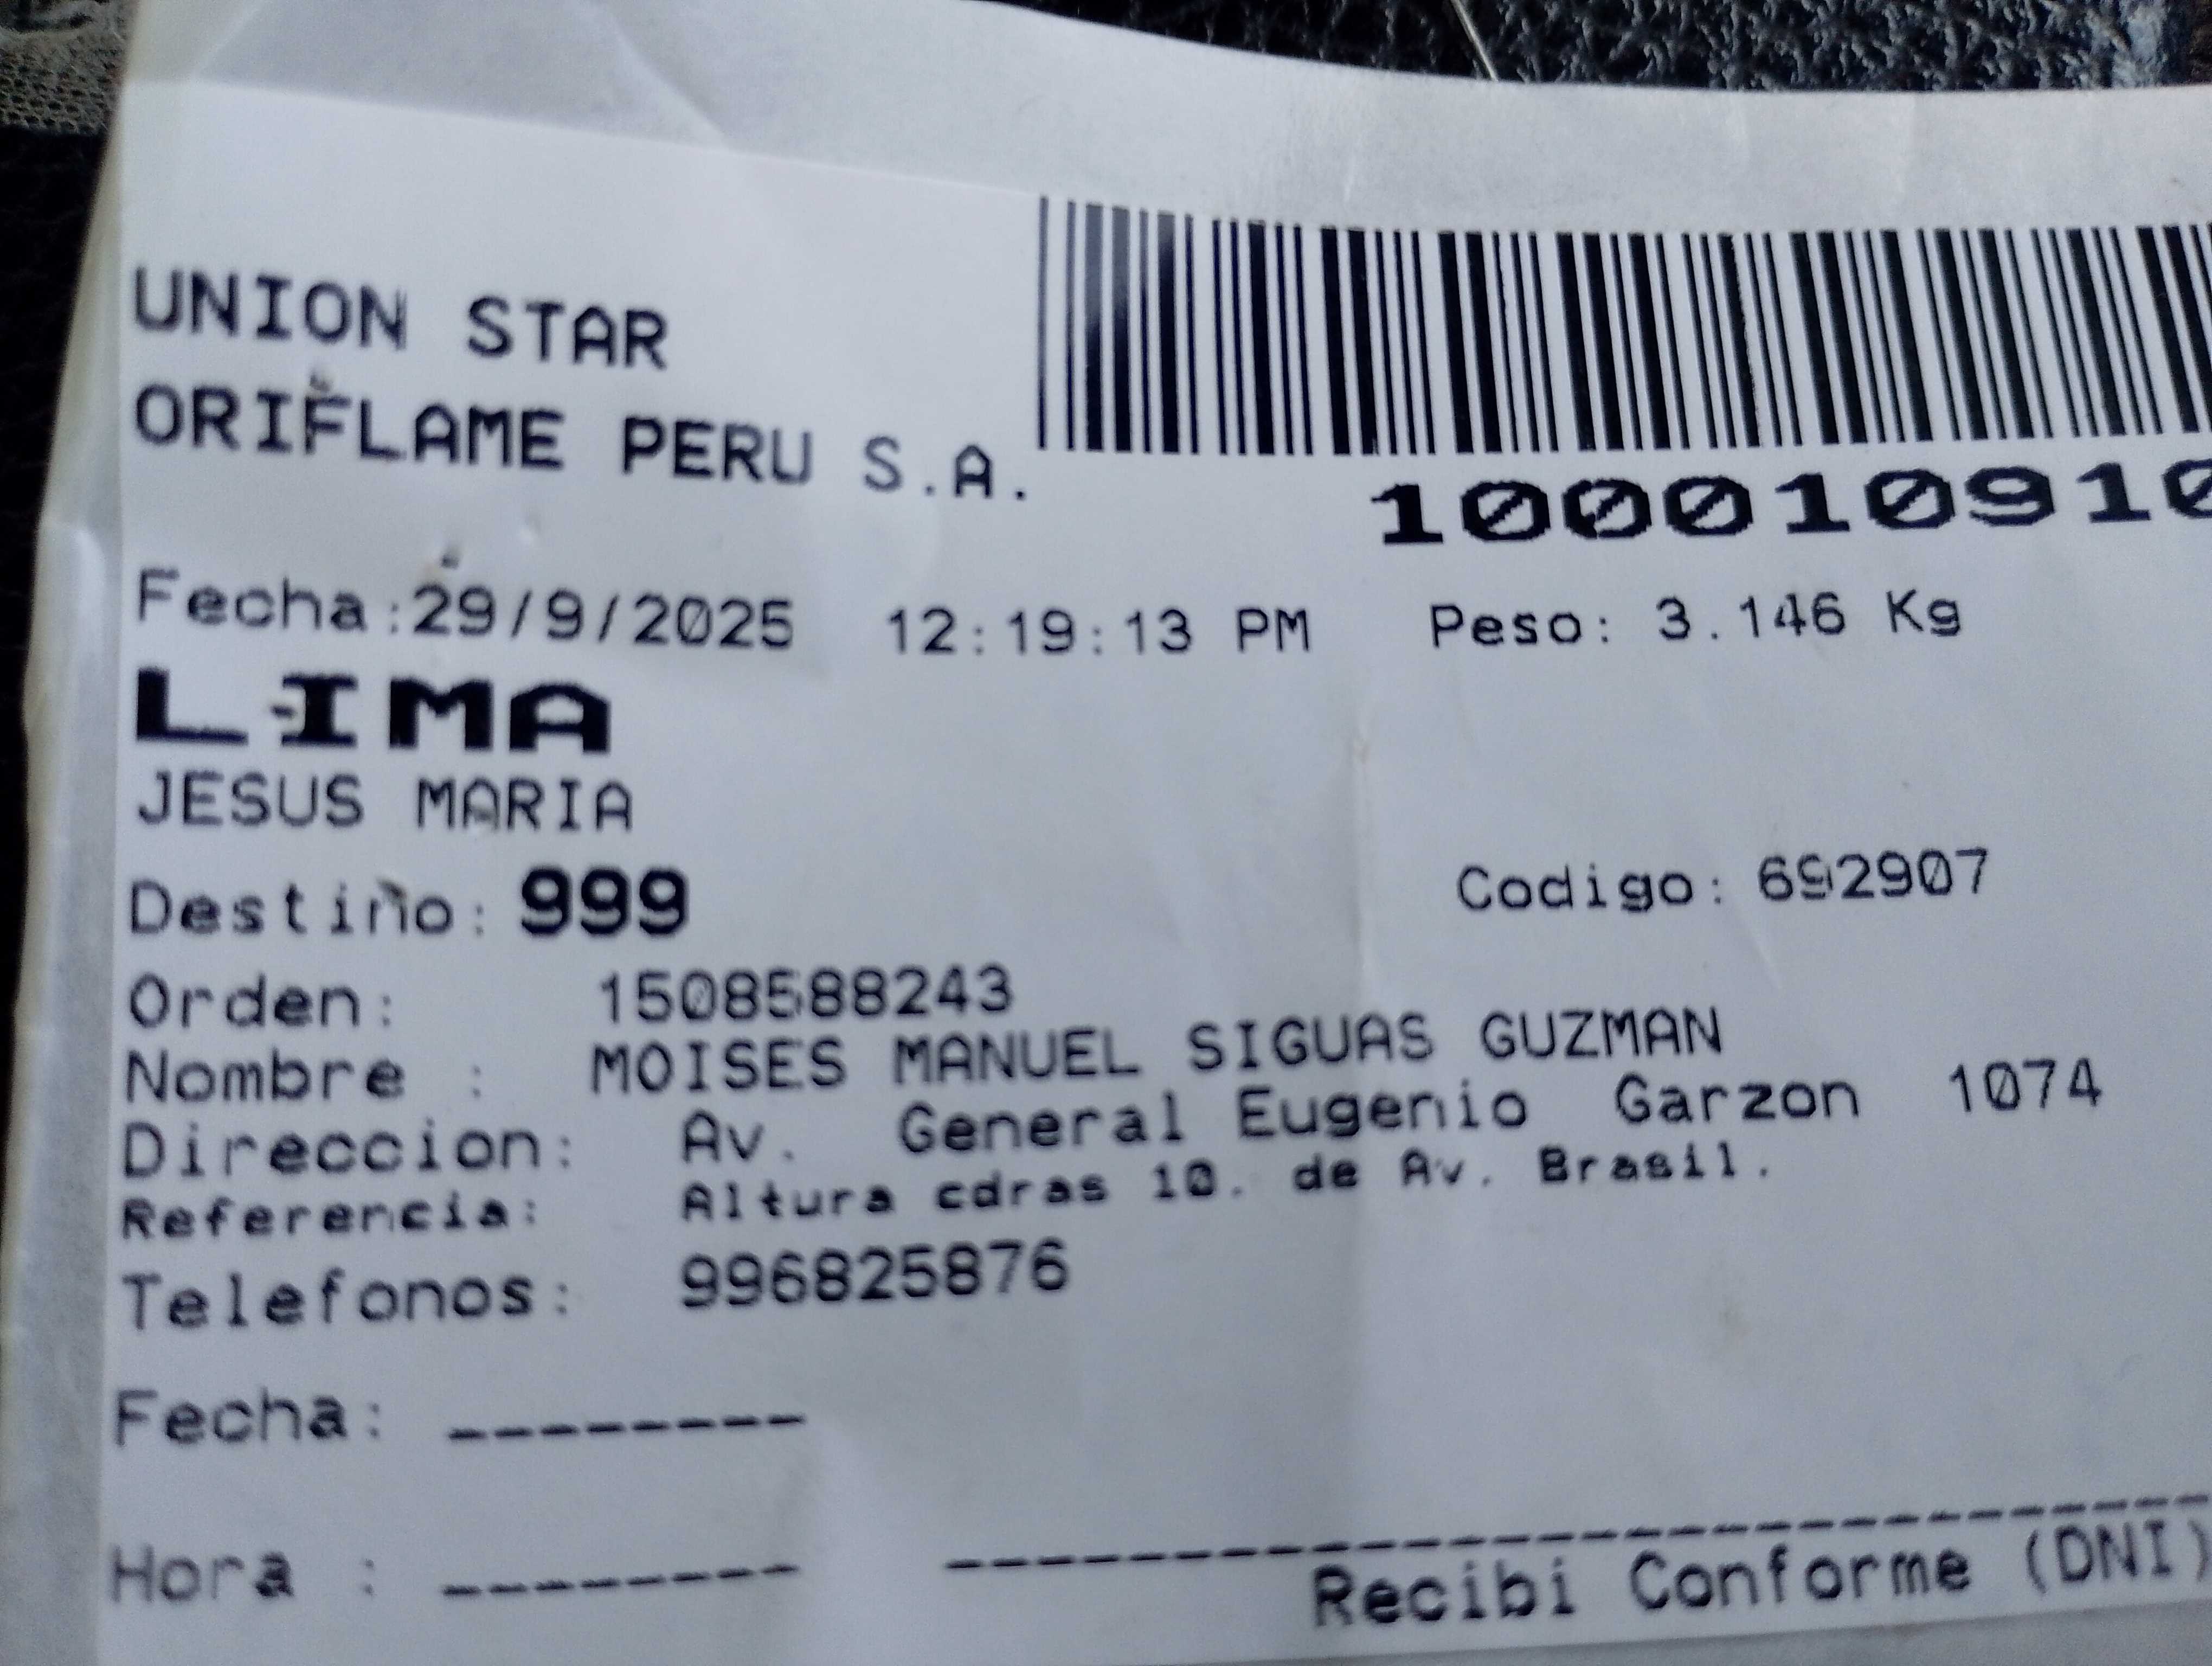 UNION STAR
ORIFLAME PERU S.A.
100010910
Fecha:29/9/2025 12:19:13 PM Peso: 3.146 Kg
LIMA
JESUS MARIA
Destino: 999 Codigo: 692907
Orden: 1508588243
Nombre : MOISES MANUEL SIGUAS GUZMAN
Direccion: Av. General Eugenio Garzon 1074
Referencia: Altura cdras 10. de Av. Brasil.
Telefonos: 996825876
Fecha: --------
Hora : --------
Recibi Conforme (DNI)